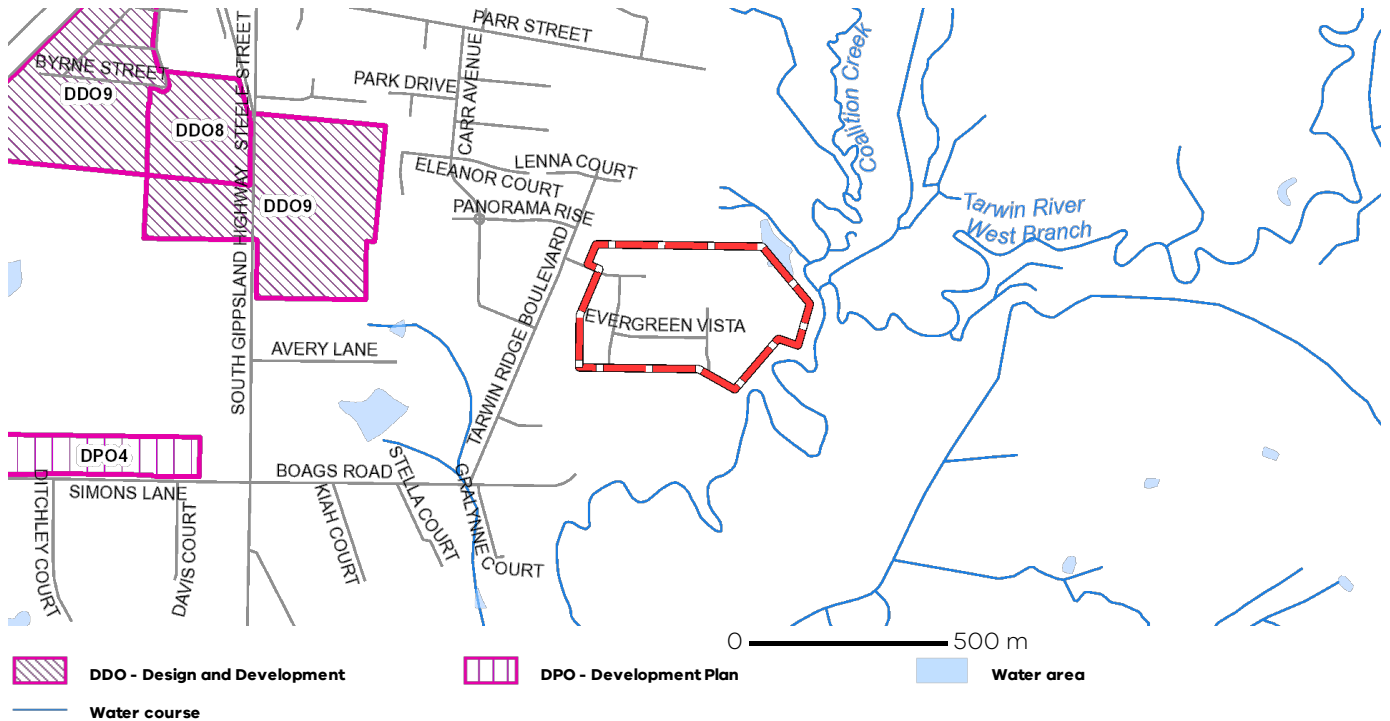 PARR STREET
Coalition Creek
BYRNE STREET
DDO9
PARK DRIVE
CARR AVENUE
STEELE STREET
DDO8
ELEANOR COURT
LENNA COURT
DDO9
PANORAMA RISE
Tarwin River
West Branch
SOUTH GIPPSLAND HIGHWAY
TARWIN RIDGE BOULEVARD
EVERGREEN VISTA
AVERY LANE
DPO4
BOAGS ROAD
SIMONS LANE
DITCHLEY COURT
DAVIS COURT
KIAH COURT
STELLA COURT
GRALYNNE COURT
0 500 m
DDO - Design and Development
DPO - Development Plan
Water area
Water course